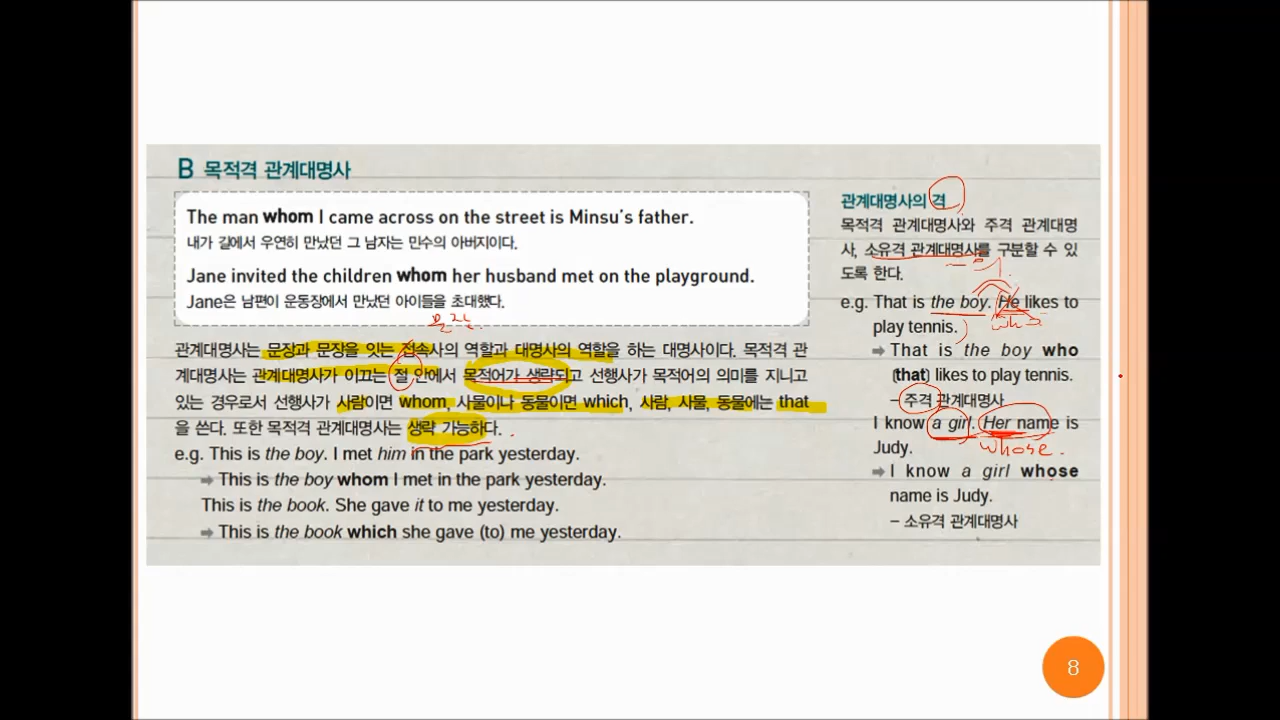 B 목적격 관계대명사
The man whom I came across on the street is Minsu's father.
내가 길에서 우연히 만났던 그 남자는 민수의 아버지이다.
Jane invited the children whom her husband met on the playground.
Jane은 남편이 운동장에서 만났던 아이들을 초대했다.
관계대명사는 문장과 문장을 잇는 접속사의 역할과 대명사의 역할을 하는 대명사이다. 목적격 관
계대명사는 관계대명사가 이끄는 절 안에서 목적어가 생략되고 선행사가 목적어의 의미를 지니고
있는 경우로서 선행사가 사람이면 whom, 사물이나 동물이면 which, 사람, 사물, 동물에는 that
을 쓴다. 또한 목적격 관계대명사는 생략 가능하다.
e.g. This is the boy. I met him in the park yesterday.
➡ This is the boy whom I met in the park yesterday.
This is the book. She gave it to me yesterday.
➡ This is the book which she gave (to) me yesterday.
관계대명사의 격
목적격 관계대명사와 주격 관계대명
사, 소유격 관계대명사를 구분할 수 있
도록 한다.
e.g. That is the boy. He likes to
who
play tennis.
➡ That is the boy who
(that) likes to play tennis.
– 주격 관계대명사
I know a girl. Her name is
Judy.
whose.
➡ I know a girl whose
name is Judy.
– 소유격 관계대명사
8